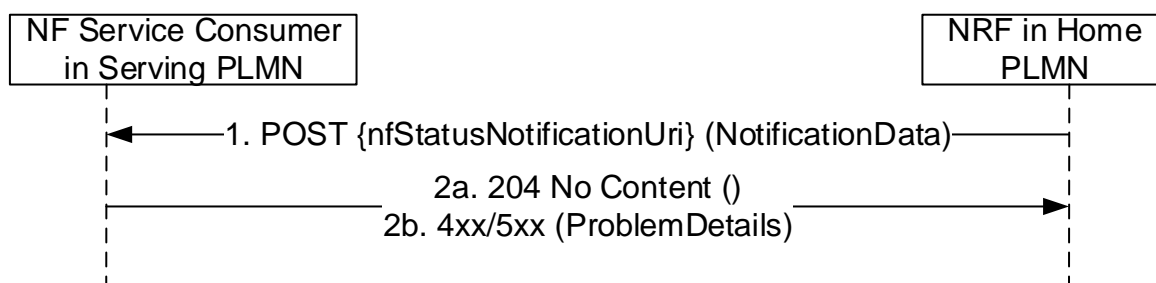 NF Service Consumer
in Serving PLMN
NRF in Home
PLMN
1. POST {nfStatusNotificationUri} (NotificationData)
2a. 204 No Content ()
2b. 4xx/5xx (ProblemDetails)